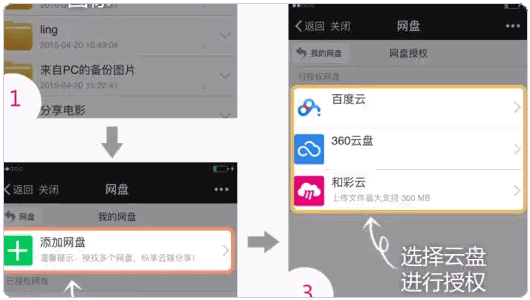 ling
2015-04-20 16:49:04
来自PC的备份图片
2015-04-20 15:22:47
分享电影
1
返回 关闭 网盘
网盘 我的网盘
添加网盘
温馨提示:授权多个网盘,纵享云端分享!
已授权网盘
返回 关闭 网盘
我的网盘 网盘授权
可授权网盘
百度云
360云盘
和彩云
上传文件最大支持 300 MB
3
选择云盘
进行授权